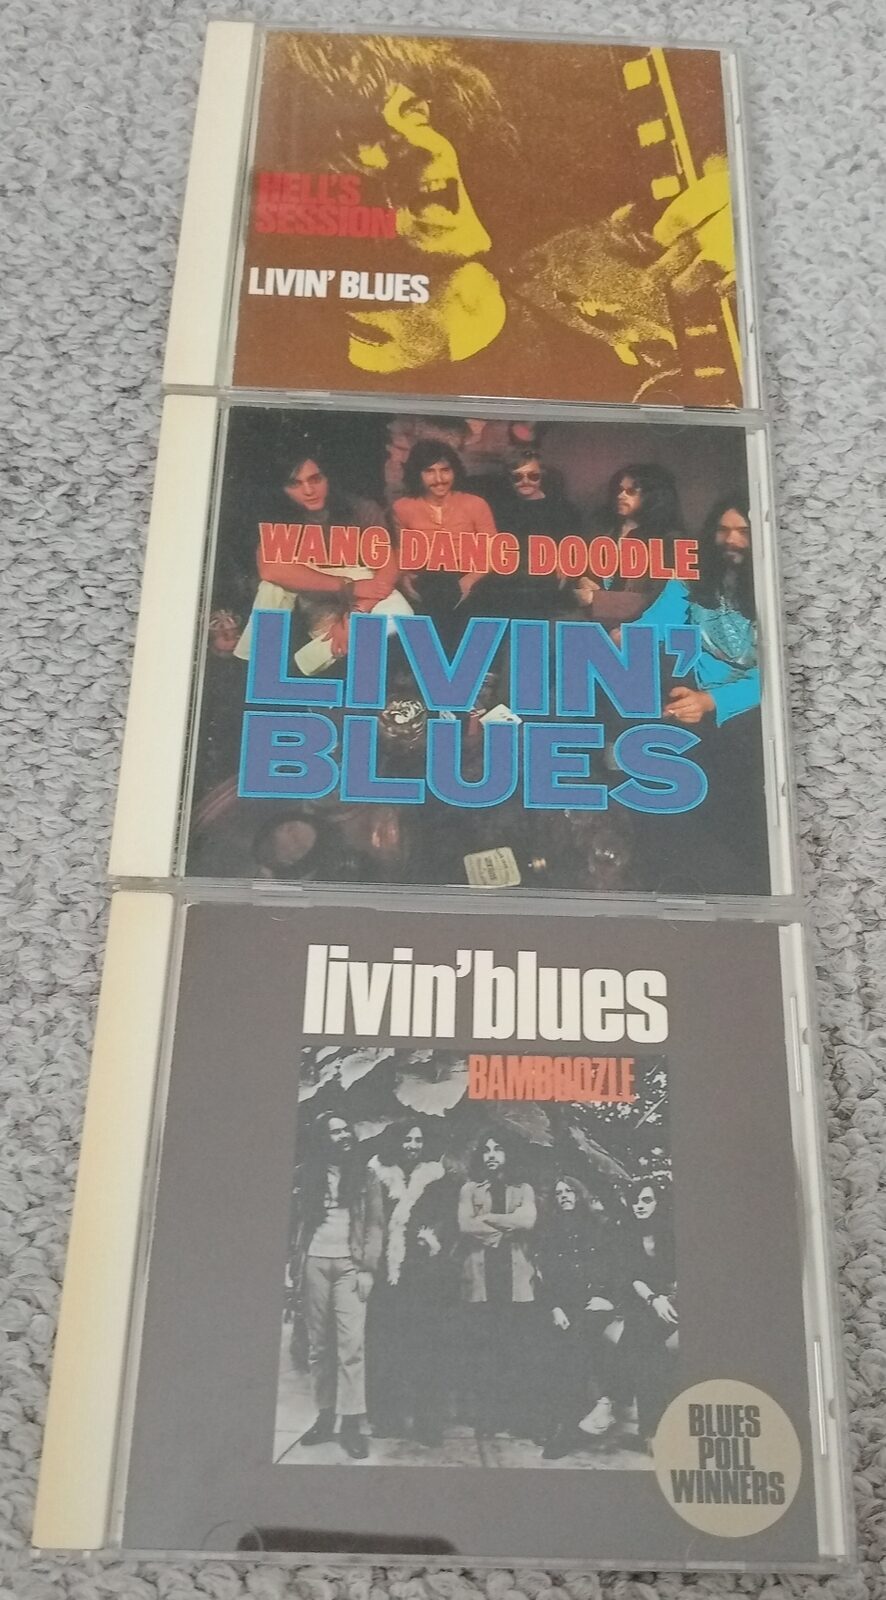 HELL'S
SESSION
LIVIN' BLUES
WANG DANG DOODLE
LIVIN'
BLUES
livin' blues
BAMBOOZLE
BLUES
POLL
WINNERS